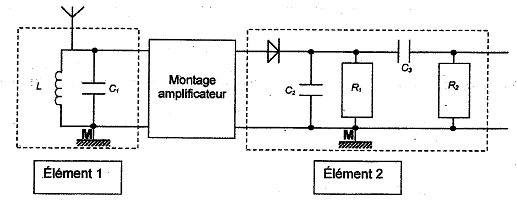 L
C1
M
Montage
amplificateur
C2
R1
M
C3
R2
Élément 1
Élément 2